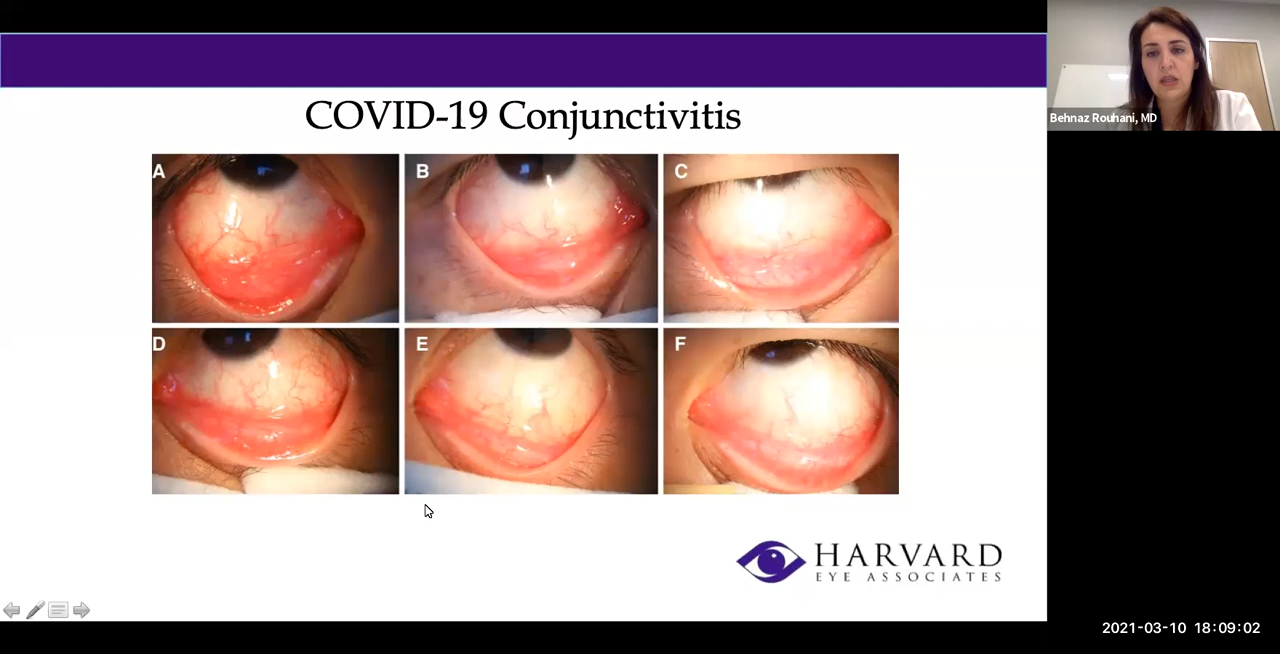 COVID-19 Conjunctivitis
A
B
C
D
E
F
HARVARD
EYE ASSOCIATES
Behnaz Rouhani, MD
2021-03-10 18:09:02